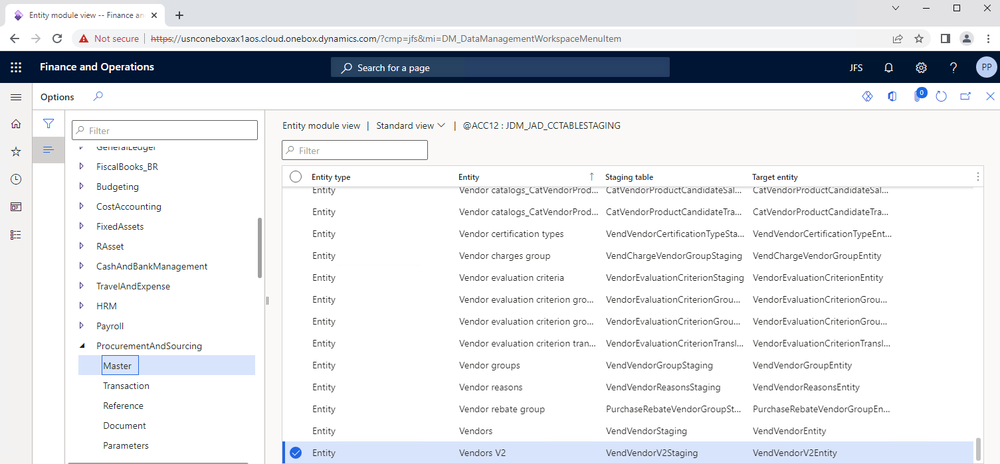 Entity module view -- Finance an
Not secure
https://usnconeboxax1aos.cloud.onebox.dynamics.com/?cmp=jfs&mi=DM_DataManagementWorkspaceMenuItem
Finance and Operations
Search for a page
JFS
?
PP
Options
0
Filter
GeneralLedger
FiscalBooks_BR
Budgeting
CostAccounting
FixedAssets
RAsset
CashAndBankManagement
TravelAndExpense
HRM
Payroll
ProcurementAndSourcing
Master
Transaction
Reference
Document
Parameters
Entity module view | Standard view | @ACC12 : JDM_JAD_CCTABLESTAGING
Filter
Entity type Entity Staging table Target entity
Entity Vendor catalogs_CatVendorProd... CatVendorProductCandidateSal... CatVendorProductCandidateSal...
Entity Vendor catalogs_CatVendorProd... CatVendorProductCandidateTra... CatVendorProductCandidateTra...
Entity Vendor certification types VendVendorCertificationTypeSta... VendVendorCertificationTypeEnt...
Entity Vendor charges group VendChargeVendorGroupStaging VendChargeVendorGroupEntity
Entity Vendor evaluation criteria VendorEvaluationCriterionStaging VendorEvaluationCriterionEntity
Entity Vendor evaluation criterion gro... VendorEvaluationCriterionGrou... VendorEvaluationCriterionGrou...
Entity Vendor evaluation criterion gro... VendorEvaluationCriterionGrou... VendorEvaluationCriterionGrou...
Entity Vendor evaluation criterion tran... VendorEvaluationCriterionTransl... VendorEvaluationCriterionTransl...
Entity Vendor groups VendVendorGroupStaging VendVendorGroupEntity
Entity Vendor reasons VendVendorReasonsStaging VendVendorReasonsEntity
Entity Vendor rebate group PurchaseRebateVendorGroupSt... PurchaseRebateVendorGroupEn...
Entity Vendors VendVendorStaging VendVendorEntity
Entity Vendors V2 VendVendorV2Staging VendVendorV2Entity